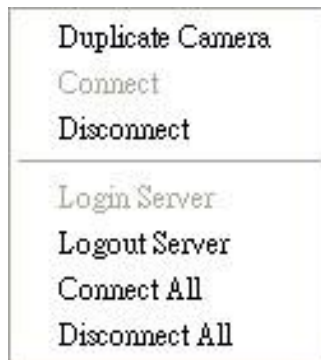 Duplicate Camera
Connect
Disconnect
Login Server
Logout Server
Connect All
Disconnect All